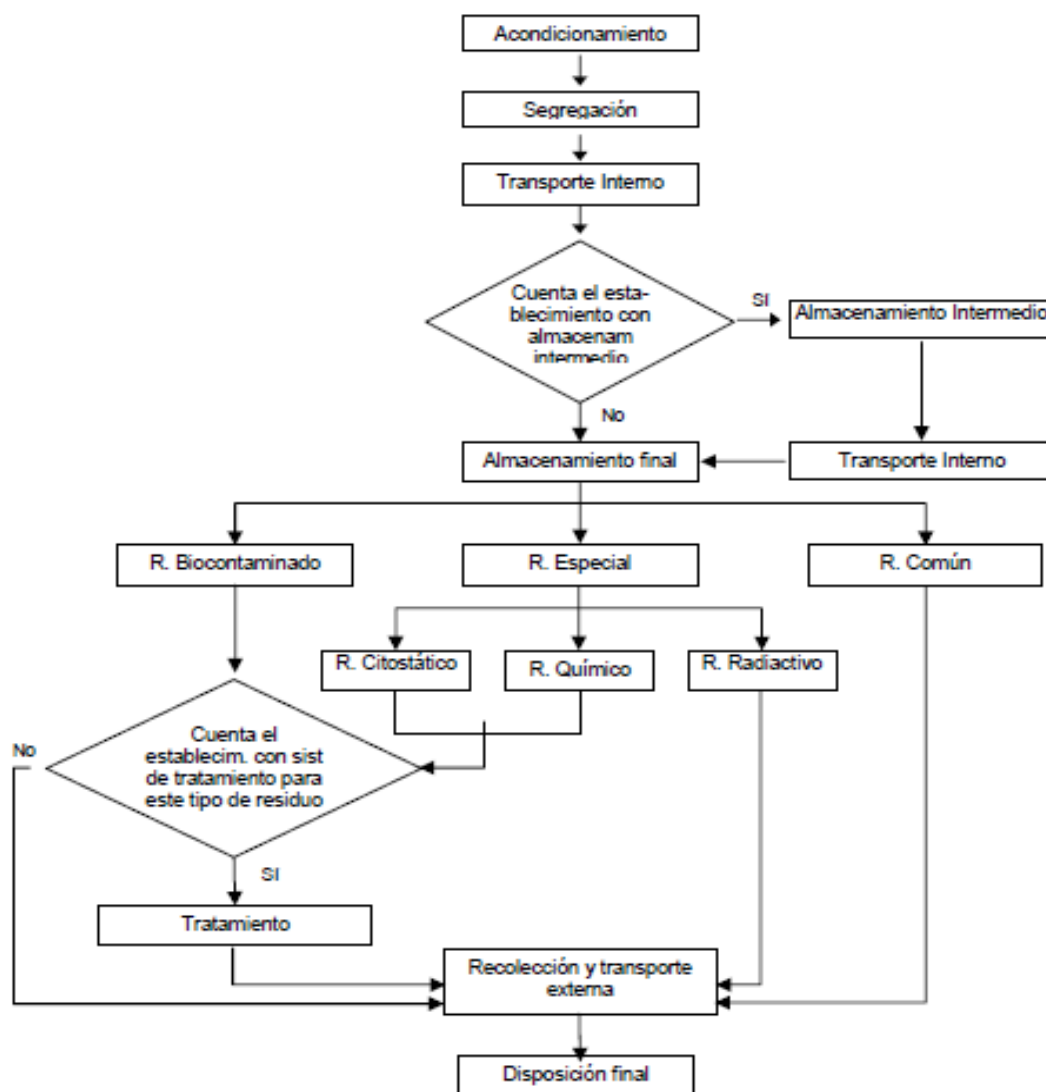 Acondicionamiento
Segregación
Transporte Interno
Cuenta el esta-
blecimiento con
almacenam
intermedio
SI
Almacenamiento Intermedio
No
Almacenamiento final
Transporte Interno
R. Biocontaminado
R. Especial
R. Común
R. Citostático
R. Químico
R. Radiactivo
Cuenta el
establecim. con sist
de tratamiento para
este tipo de residuo
No
SI
Tratamiento
Recolección y transporte
externa
Disposición final